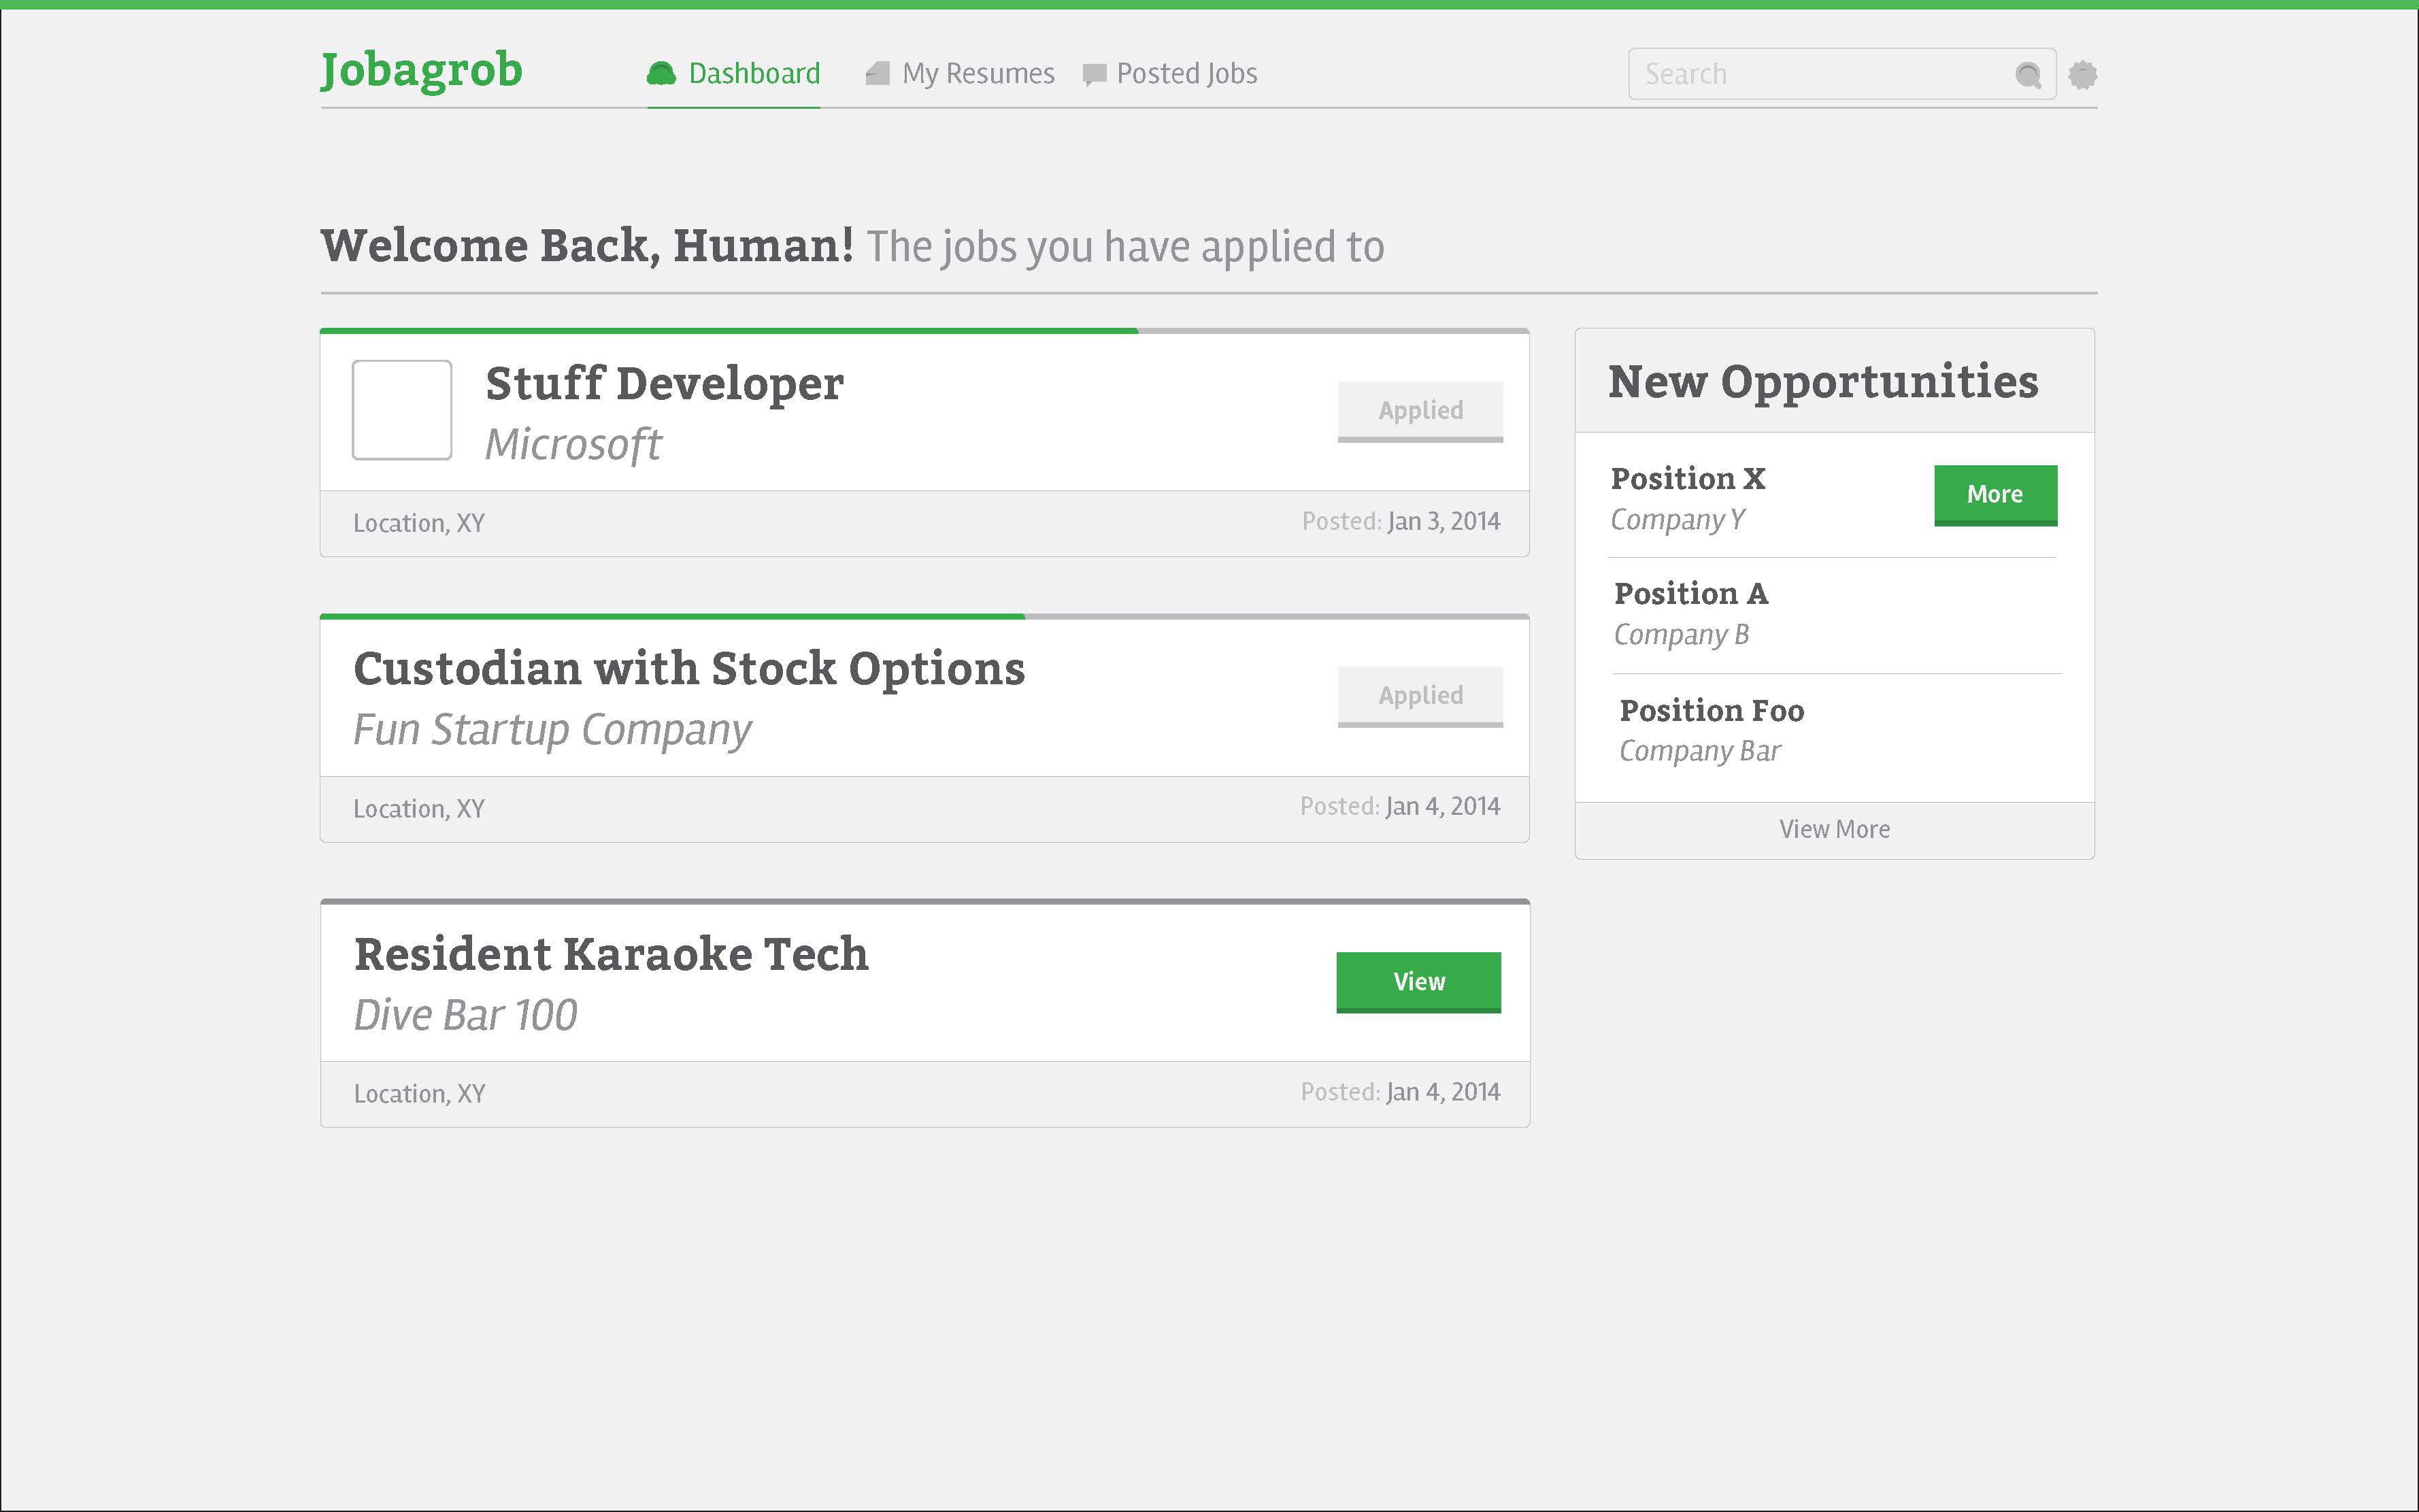 Jobagrob
Dashboard
My Resumes
Posted Jobs
Search
Welcome Back, Human! The jobs you have applied to
Stuff Developer
Microsoft
Applied
Location, XY
Posted: Jan 3, 2014
Custodian with Stock Options
Fun Startup Company
Applied
Location, XY
Posted: Jan 4, 2014
Resident Karaoke Tech
Dive Bar 100
View
Location, XY
Posted: Jan 4, 2014
New Opportunities
Position X
Company Y
More
Position A
Company B
Position Foo
Company Bar
View More